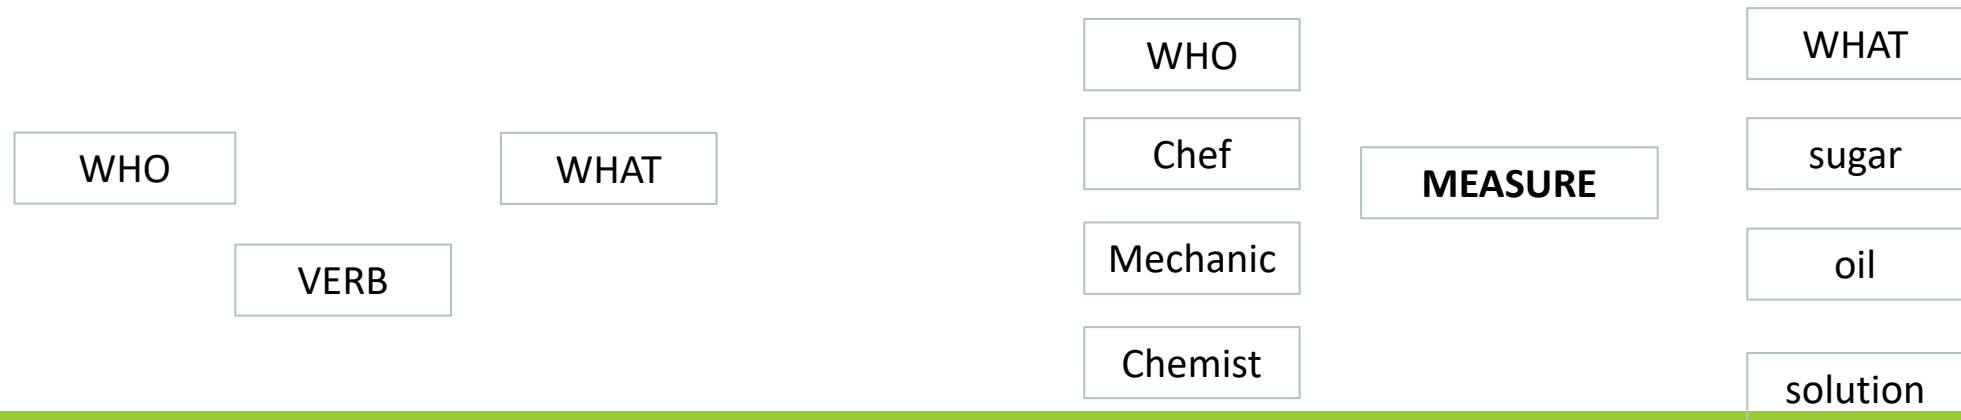 WHO
WHAT
VERB
WHO
Chef
Mechanic
Chemist
MEASURE
WHAT
sugar
oil
solution